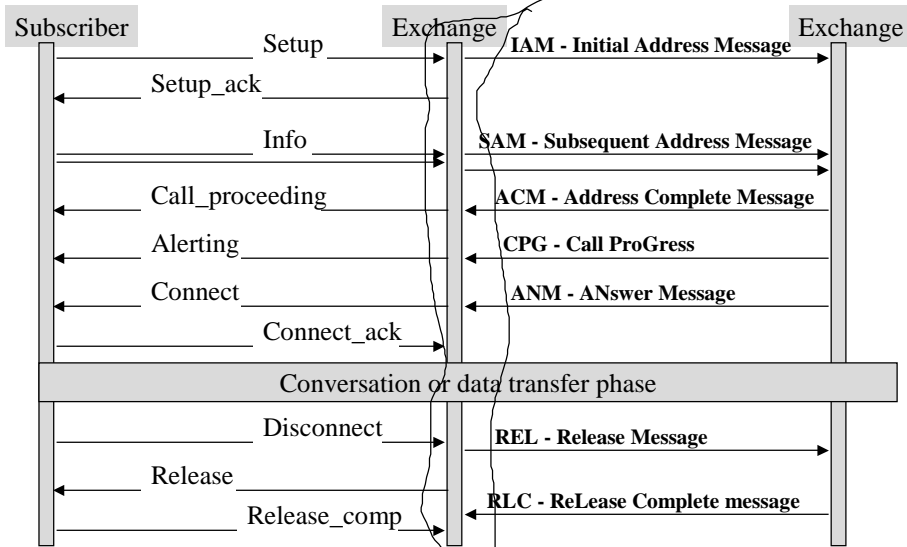 Subscriber
Exchange
Exchange
Setup
IAM - Initial Address Message
Setup_ack
Info
SAM - Subsequent Address Message
Call_proceeding
ACM - Address Complete Message
Alerting
CPG - Call ProGress
Connect
ANM - ANswer Message
Connect_ack
Conversation or data transfer phase
Disconnect
REL - Release Message
Release
RLC - ReLease Complete message
Release_comp